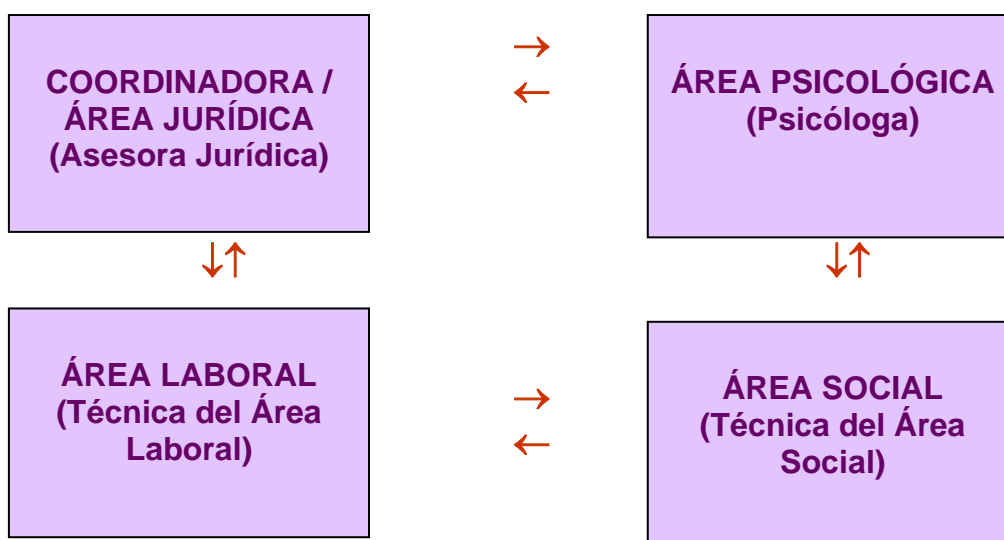 COORDINADORA /
ÁREA JURÍDICA
(Asesora Jurídica)
→
←
ÁREA PSICOLÓGICA
(Psicóloga)
↓↑
↓↑
ÁREA LABORAL
(Técnica del Área
Laboral)
→
←
ÁREA SOCIAL
(Técnica del Área
Social)